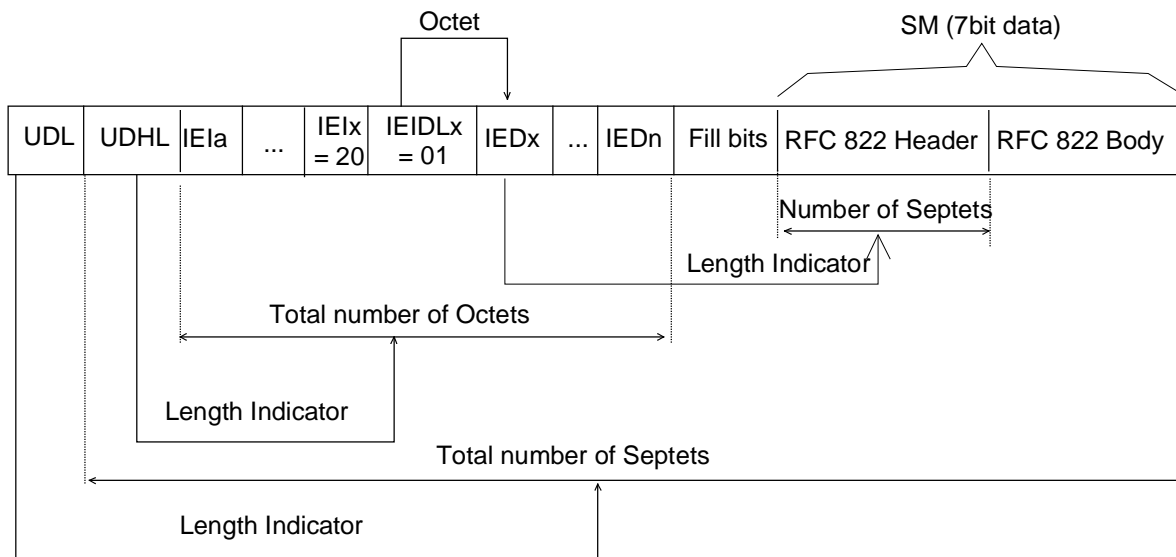 Octet
SM (7bit data)
UDL
UDHL
IEIa
...
IEIx
= 20
IEIDLx
= 01
IEDx
...
IEDn
Fill bits
RFC 822 Header
RFC 822 Body
Number of Septets
Length Indicator
Total number of Octets
Length Indicator
Total number of Septets
Length Indicator